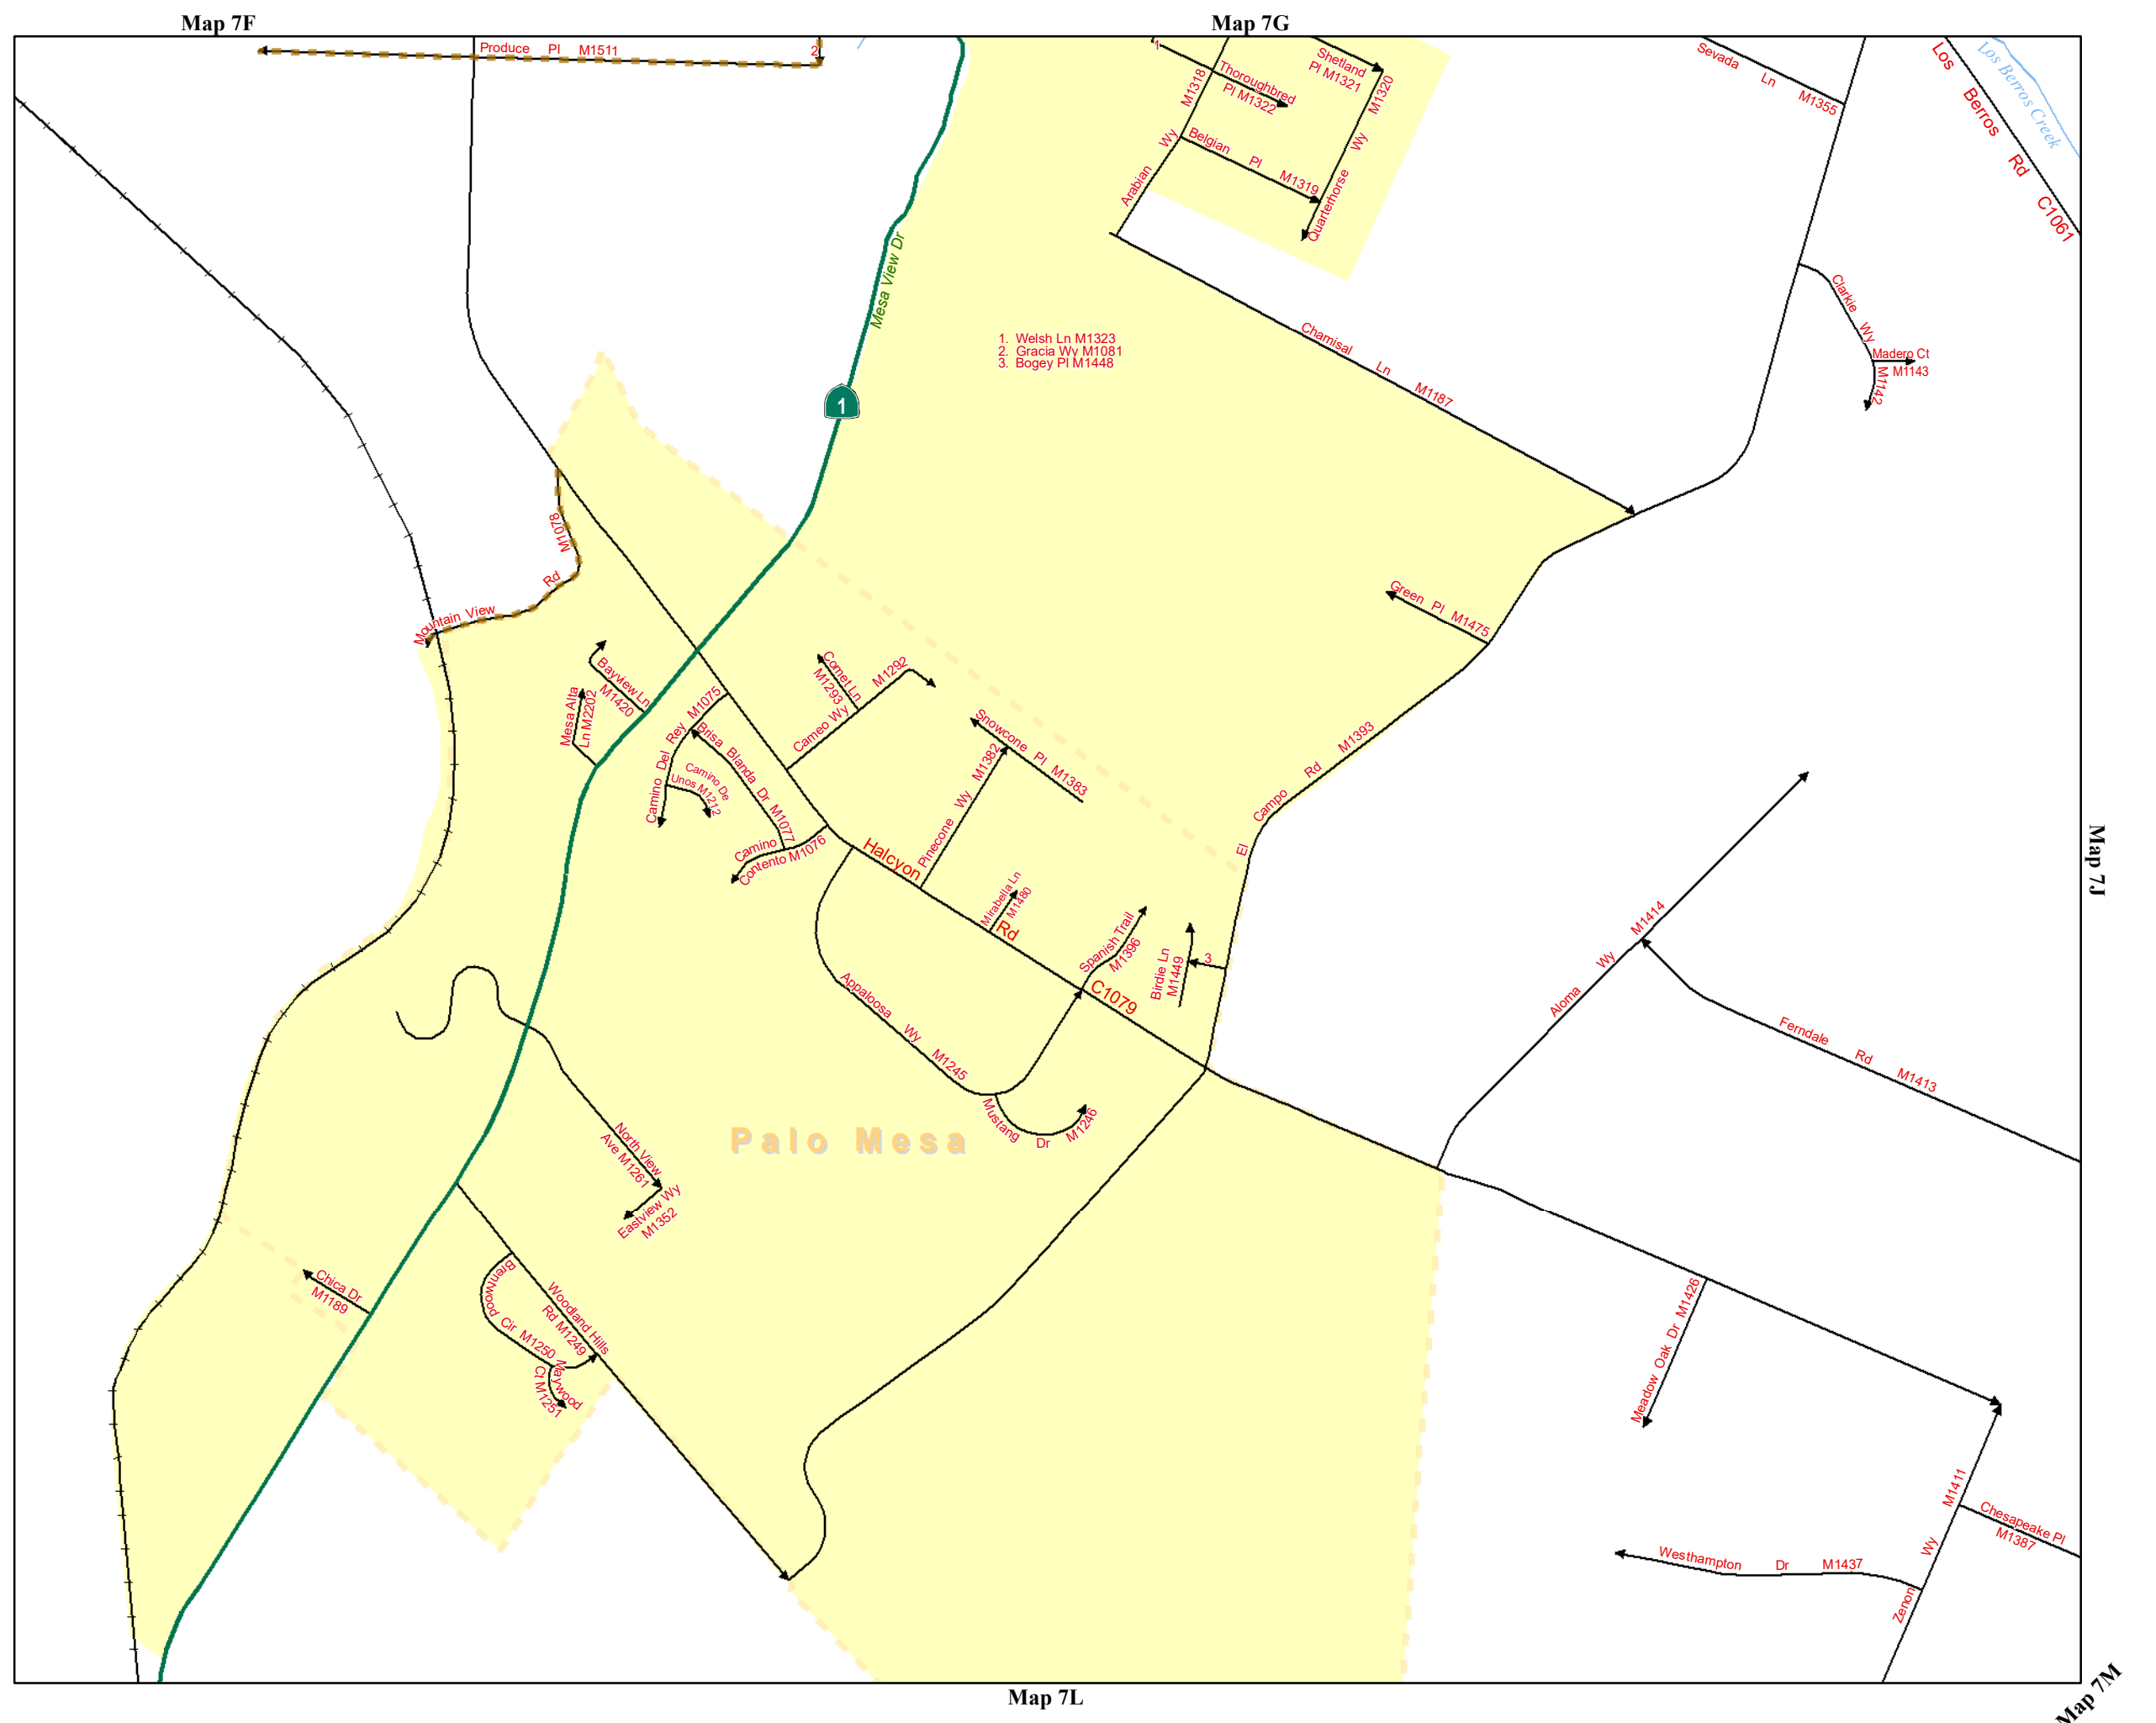 Map 7F
Map 7G
Produce Pl M1511
2
1
Thoroughbred
Pl M1322
Shetland
Pl M1321
Quarterhorse Wy M1320
Arabian Wy M1318
Belgian Pl M1319
Sevada Ln M1355
Los Berros Rd C1061
Los Berros Creek
Mesa View Dr
1
1. Welsh Ln M1323
2. Gracia Wy M1081
3. Bogey Pl M1448
Chamisal Ln M1187
Clarkie Wy M1142
Madero Ct
M1143
Mountain View Rd M1078
Green Pl M1475
Bayview Ln
M1420
Mesa Alta
Ln M2202
Camino Del Rey M1075
Brisa Blanda Dr M1077
Camino De
Unos M1212
Camino
Contento M1076
Comet Ln
M1293
Cameo Wy M1292
Snowcone Pl M1383
Pinecone Wy M1382
El Campo Rd M1393
Halcyon Rd C1079
Mirabella Ln
M1480
Spanish Trail
M1396
Birdie Ln
M1449
3
Appaloosa Wy M1245
Mustang Dr M1246
Aloma Wy M1414
Ferndale Rd M1413
Map 7J
Palo Mesa
North View
Ave M1261
Eastview Wy
M1352
Chica Dr
M1189
Brentwood Cir M1250
Woodland Hills
Rd M1249
Maywood
Ct M1251
Meadow Oak Dr M1426
Zenon Wy M1411
Chesapeake Pl
M1387
Westhampton Dr M1437
Map 7L
Map 7M